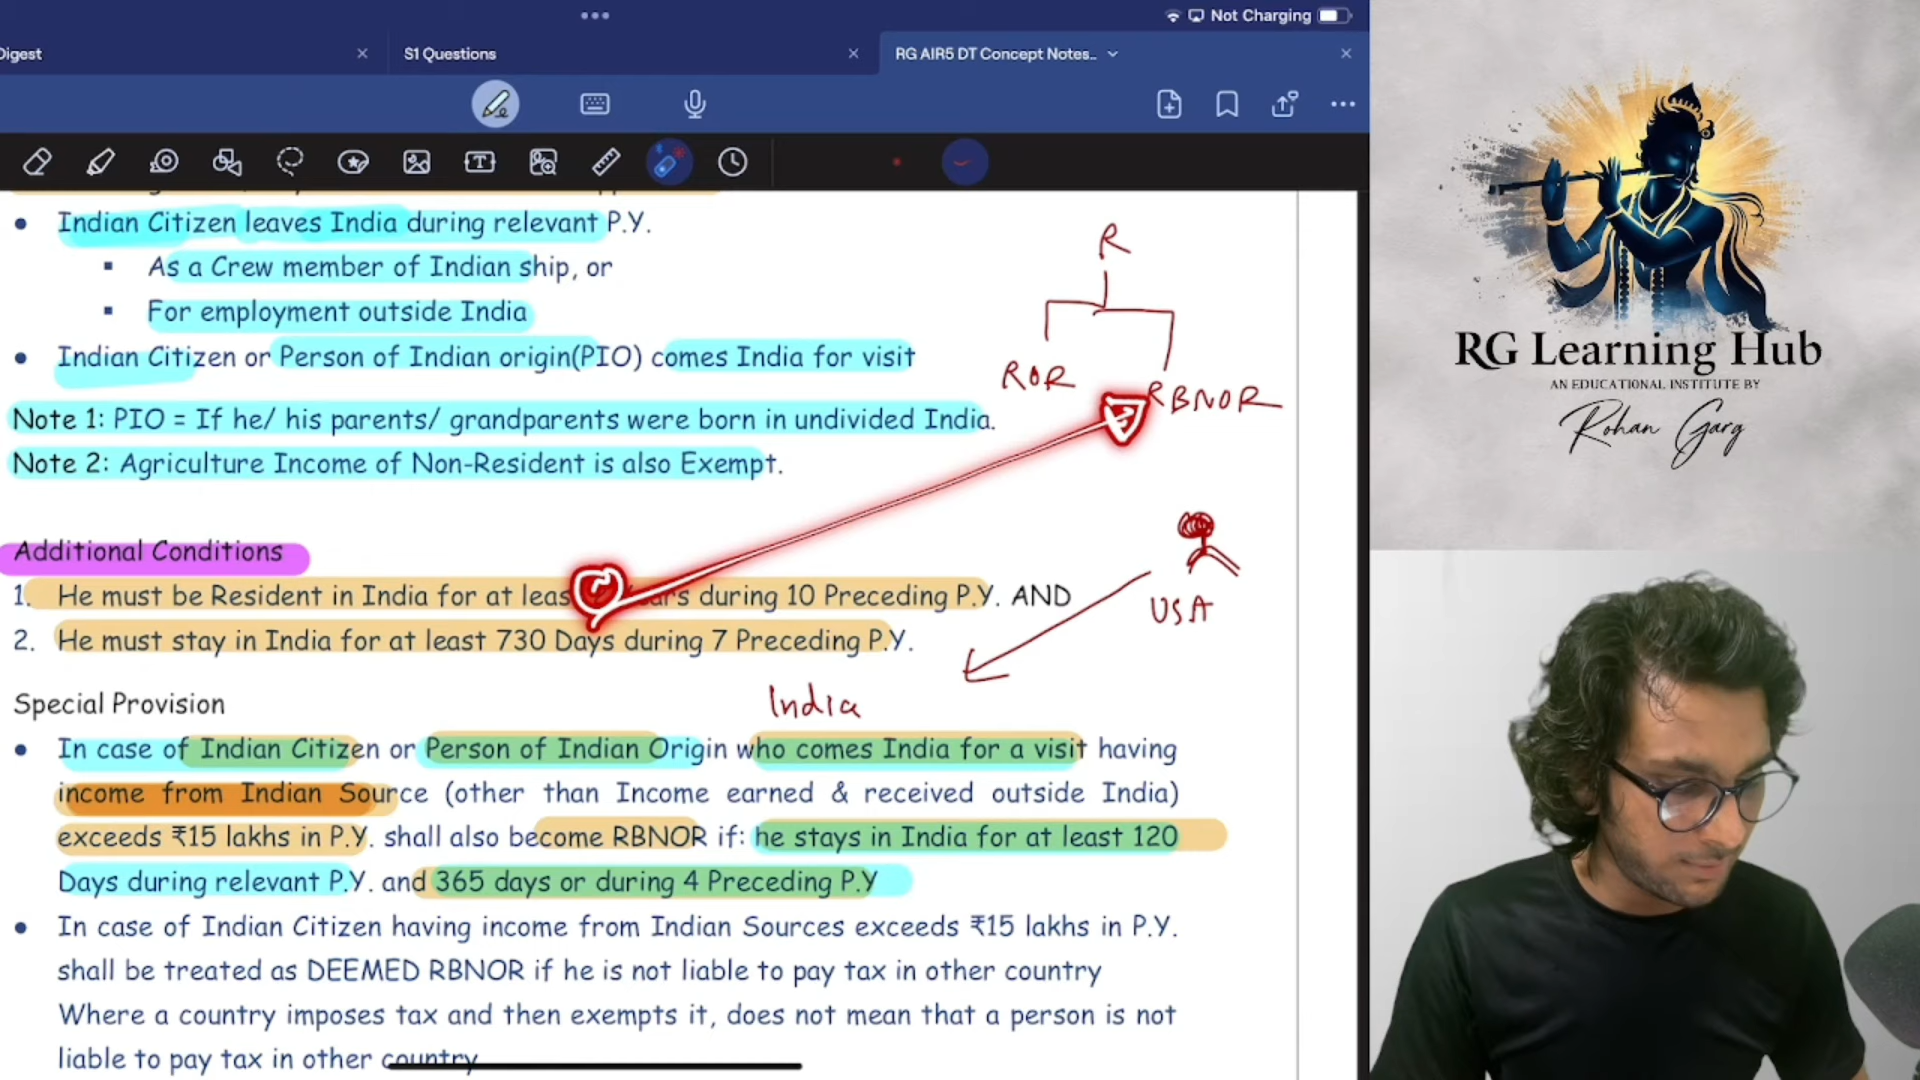 Not Charging
Digest
S1 Questions
RG AIR5 DT Concept Notes..
Indian Citizen leaves India during relevant P.Y.
As a Crew member of Indian ship, or
For employment outside India
Indian Citizen or Person of Indian origin(PIO) comes India for visit
Note 1: PIO = If he/ his parents/ grandparents were born in undivided India.
Note 2: Agriculture Income of Non-Resident is also Exempt.
R
ROR
RBNOR
Additional Conditions
1. He must be Resident in India for at leas during 10 Preceding P.Y. AND
2. He must stay in India for at least 730 Days during 7 Preceding P.Y.
USA
India
Special Provision
In case of Indian Citizen or Person of Indian Origin who comes India for a visit having
income from Indian Source (other than Income earned & received outside India)
exceeds ₹15 lakhs in P.Y. shall also become RBNOR if: he stays in India for at least 120
Days during relevant P.Y. and 365 days or during 4 Preceding P.Y
In case of Indian Citizen having income from Indian Sources exceeds ₹15 lakhs in P.Y.
shall be treated as DEEMED RBNOR if he is not liable to pay tax in other country
Where a country imposes tax and then exempts it, does not mean that a person is not
liable to pay tax in other country
RG Learning Hub
AN EDUCATIONAL INSTITUTE BY
Rohan Garg